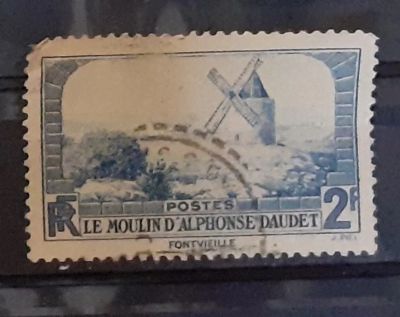 POSTES
RF LE MOULIN D'ALPHONSE DAUDET 2F
FONTVIEILLE